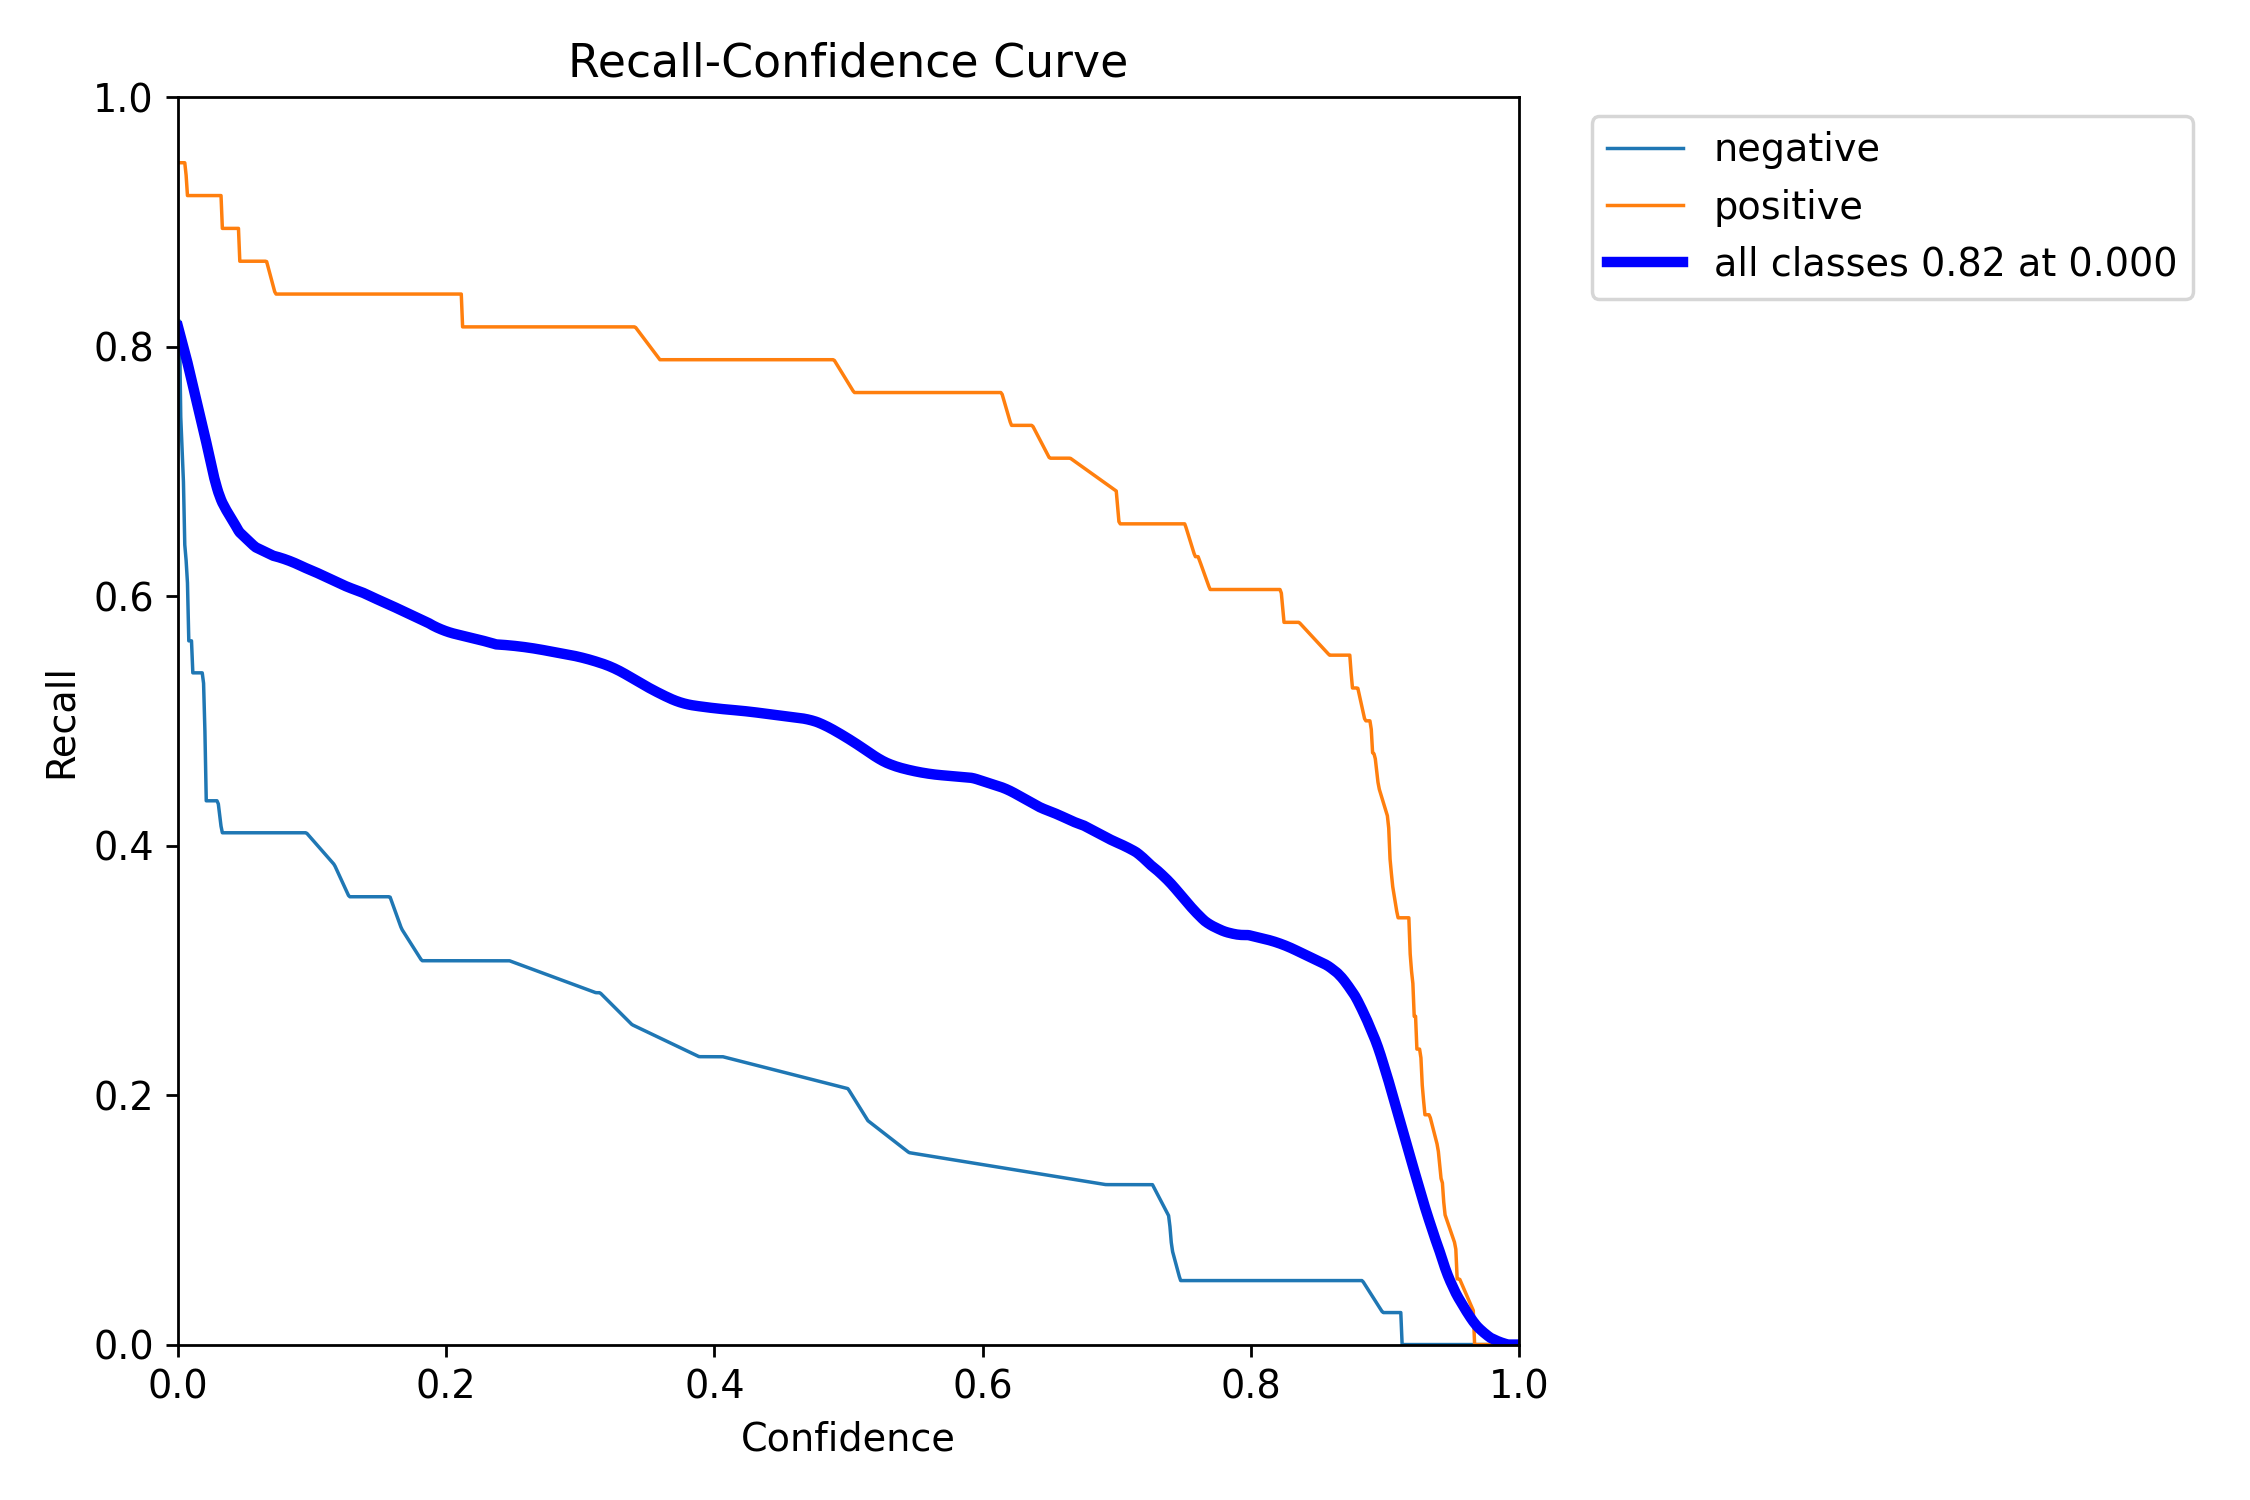 Recall-Confidence Curve
1.0
0.8
0.6
0.4
0.2
0.0
Recall
0.0 0.2 0.4 0.6 0.8 1.0
Confidence
negative
positive
all classes 0.82 at 0.000